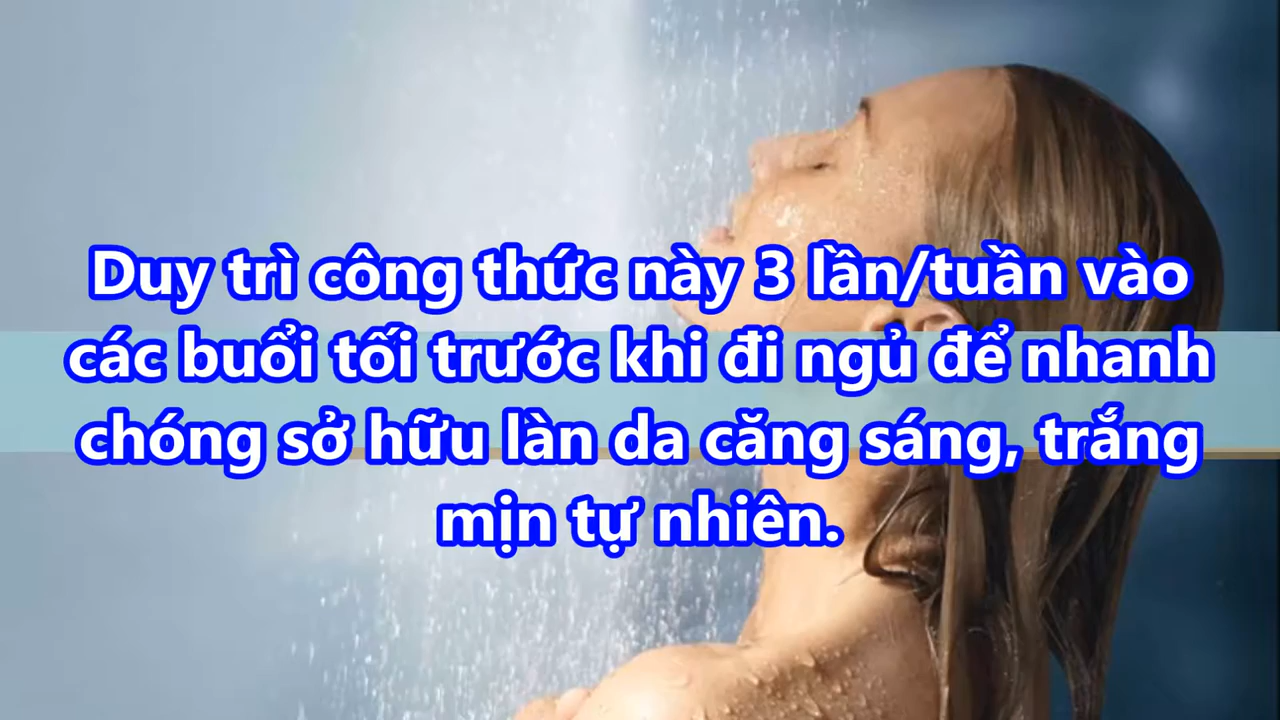 Duy trì công thức này 3 lần/tuần vào
các buổi tối trước khi đi ngủ để nhanh
chóng sở hữu làn da căng sáng, trắng
mịn tự nhiên.